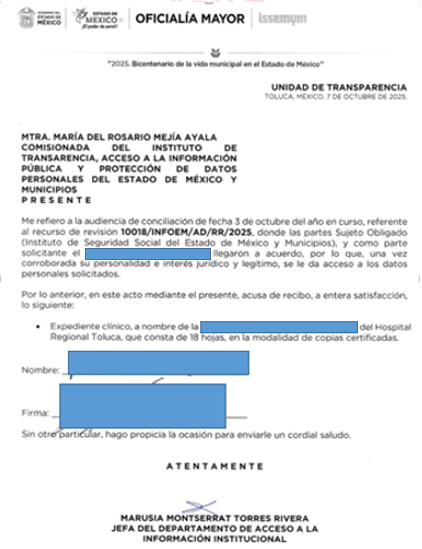 GOBIERNO DEL
ESTADO DE
MÉXICO
ESTADO DE
MÉXICO
¡El poder de servir!
OFICIALÍA MAYOR
issemym
"2025. Bicentenario de la vida municipal en el Estado de México"
UNIDAD DE TRANSPARENCIA
TOLUCA, MÉXICO, 7 DE OCTUBRE DE 2025.
MTRA. MARÍA DEL ROSARIO MEJÍA AYALA
COMISIONADA DEL INSTITUTO DE
TRANSARENCIA, ACCESO A LA INFORMACIÓN
PÚBLICA Y PROTECCIÓN DE DATOS
PERSONALES DEL ESTADO DE MÉXICO Y
MUNICIPIOS
P R E S E N T E
Me refiero a la audiencia de conciliación de fecha 3 de octubre del año en curso, referente
al recurso de revisión 10018/INFOEM/AD/RR/2025, donde las partes Sujeto Obligado
(Instituto de Seguridad Social del Estado de México y Municipios), y como parte
solicitante el llegaron a acuerdo, por lo que, una vez
corroborada su personalidad e interés jurídico y legítimo, se le da acceso a los datos
personales solicitados.
Por lo anterior, en este acto mediante el presente, acusa de recibo, a entera satisfacción,
lo siguiente:
• Expediente clínico, a nombre de la del Hospital
Regional Toluca, que consta de 18 hojas, en la modalidad de copias certificadas.
Nombre:
Firma:
Sin otro particular, hago propicia la ocasión para enviarle un cordial saludo.
A T E N T A M E N T E
MARUSIA MONTSERRAT TORRES RIVERA
JEFA DEL DEPARTAMENTO DE ACCESO A LA
INFORMACIÓN INSTITUCIONAL